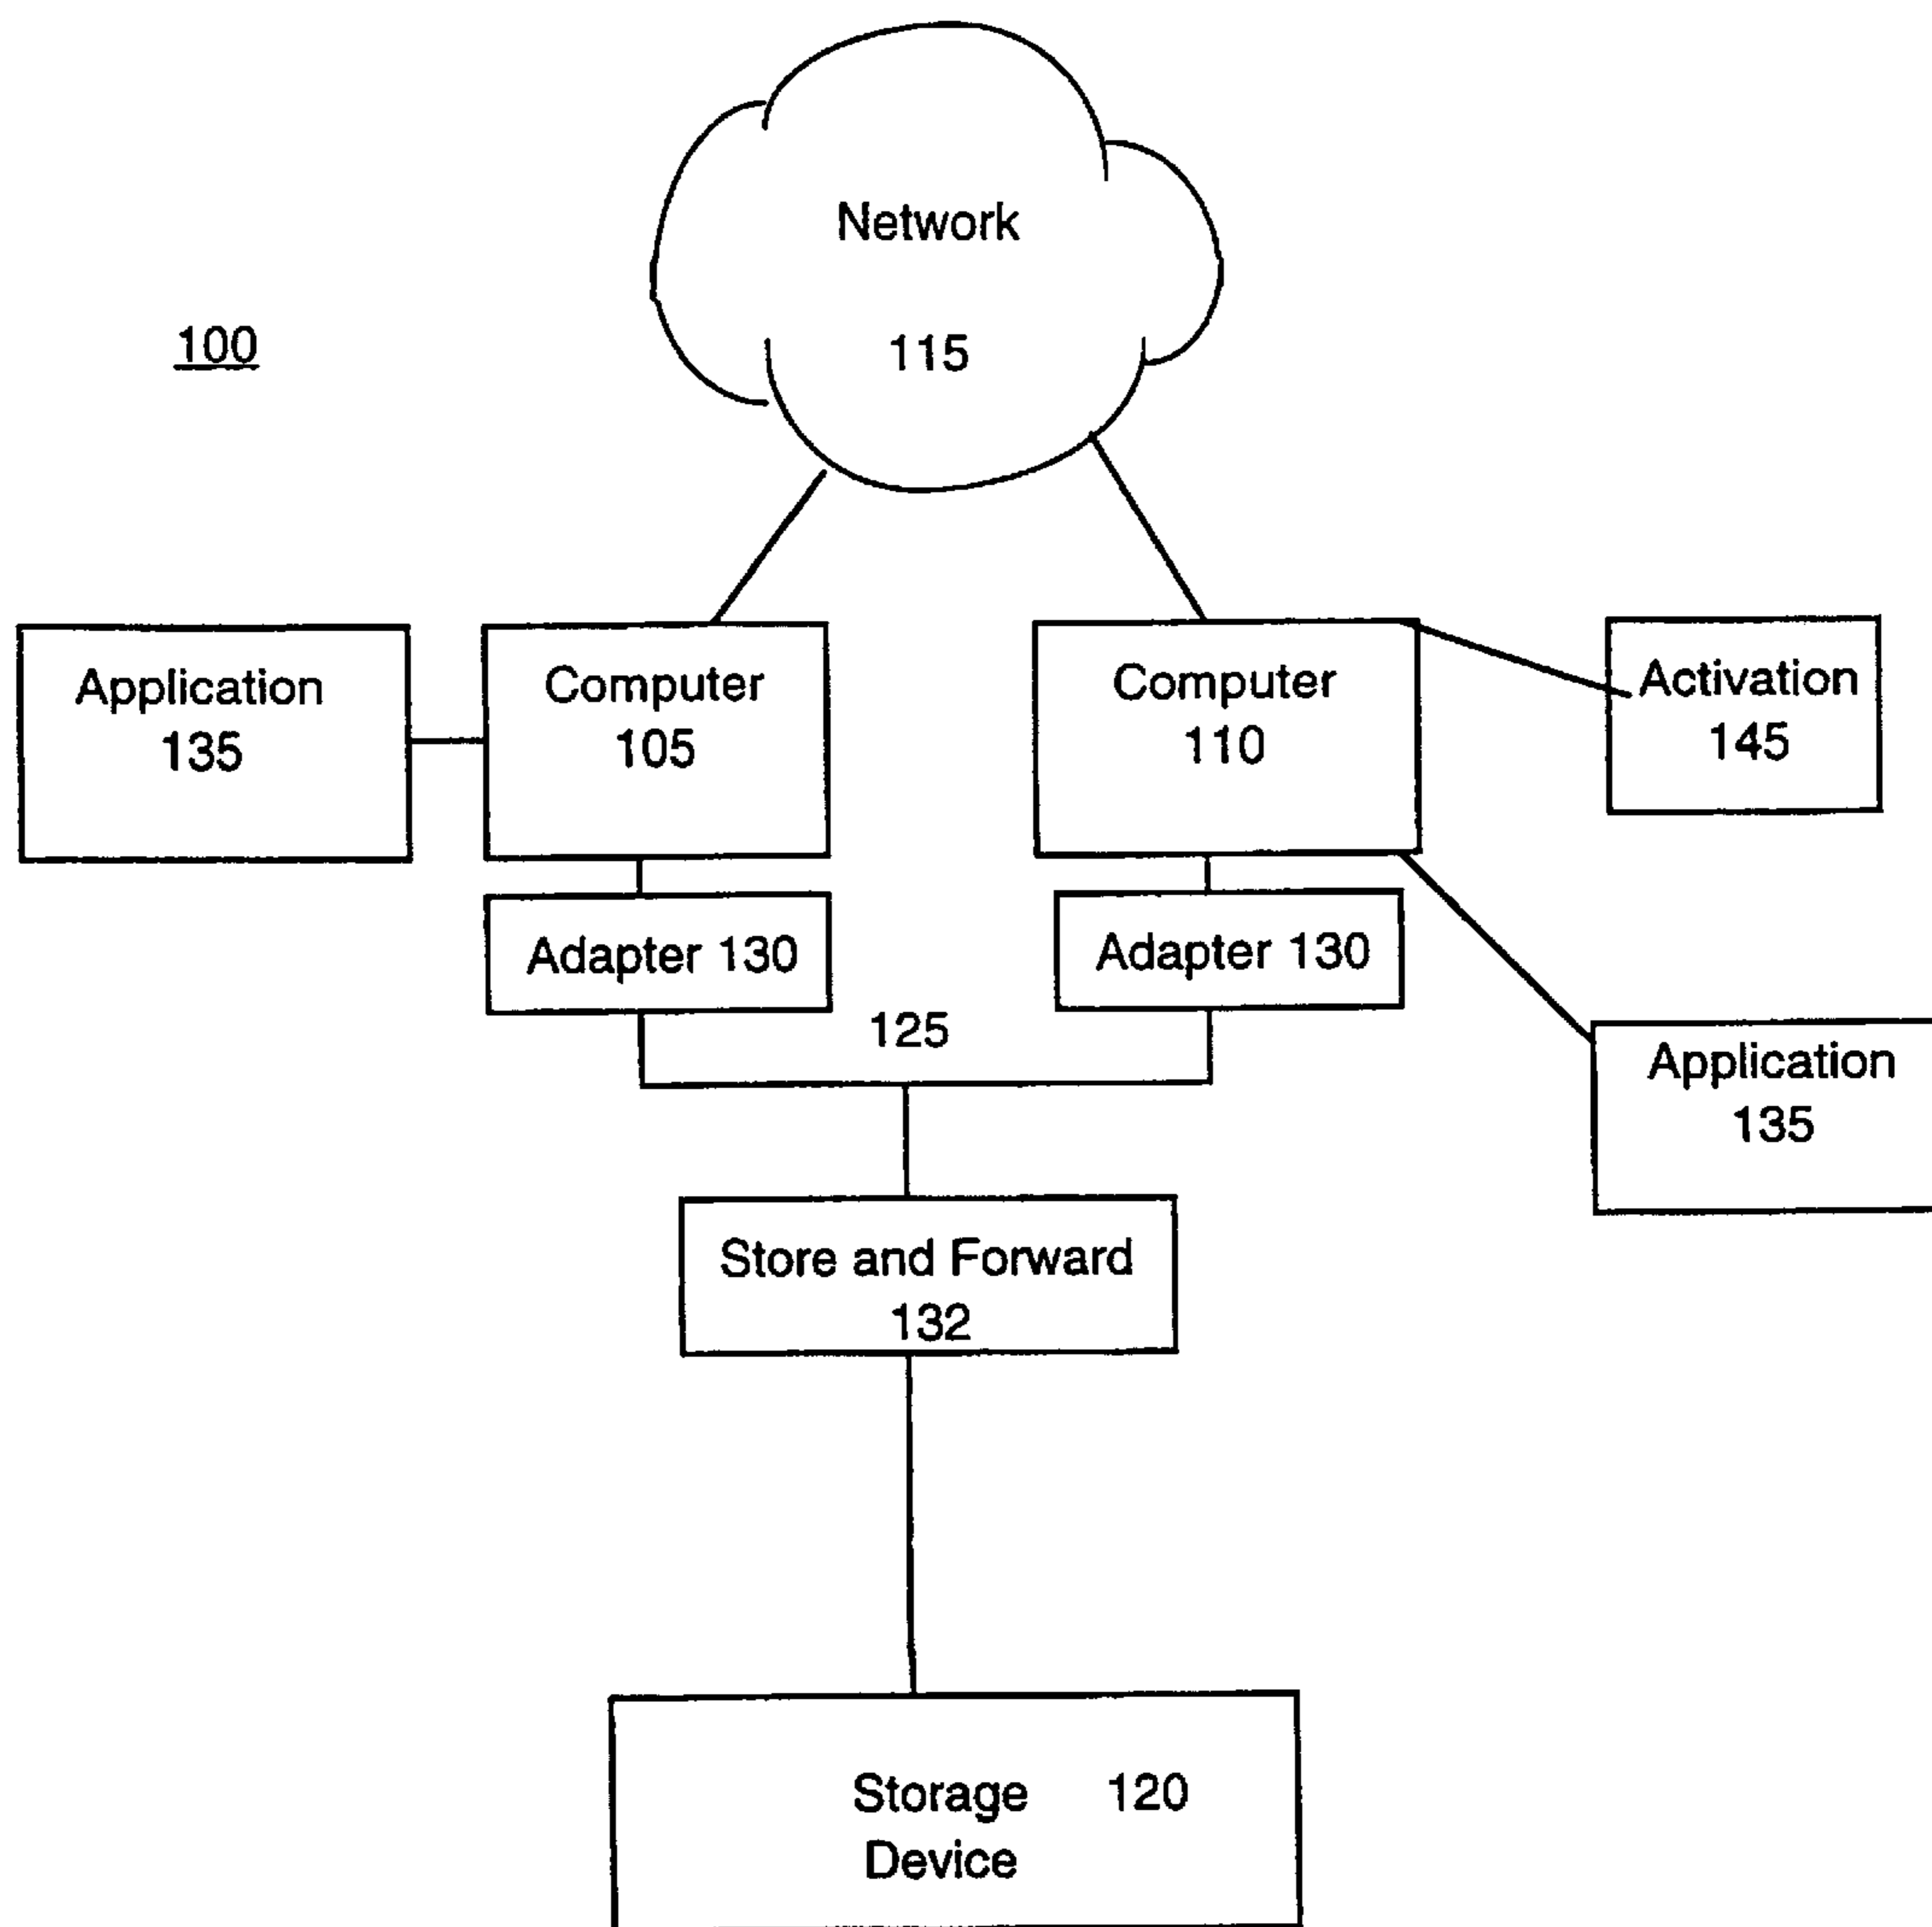 Network
115
100
Application
135
Computer
105
Computer
110
Activation
145
Adapter 130
Adapter 130
125
Application
135
Store and Forward
132
Storage 120
Device